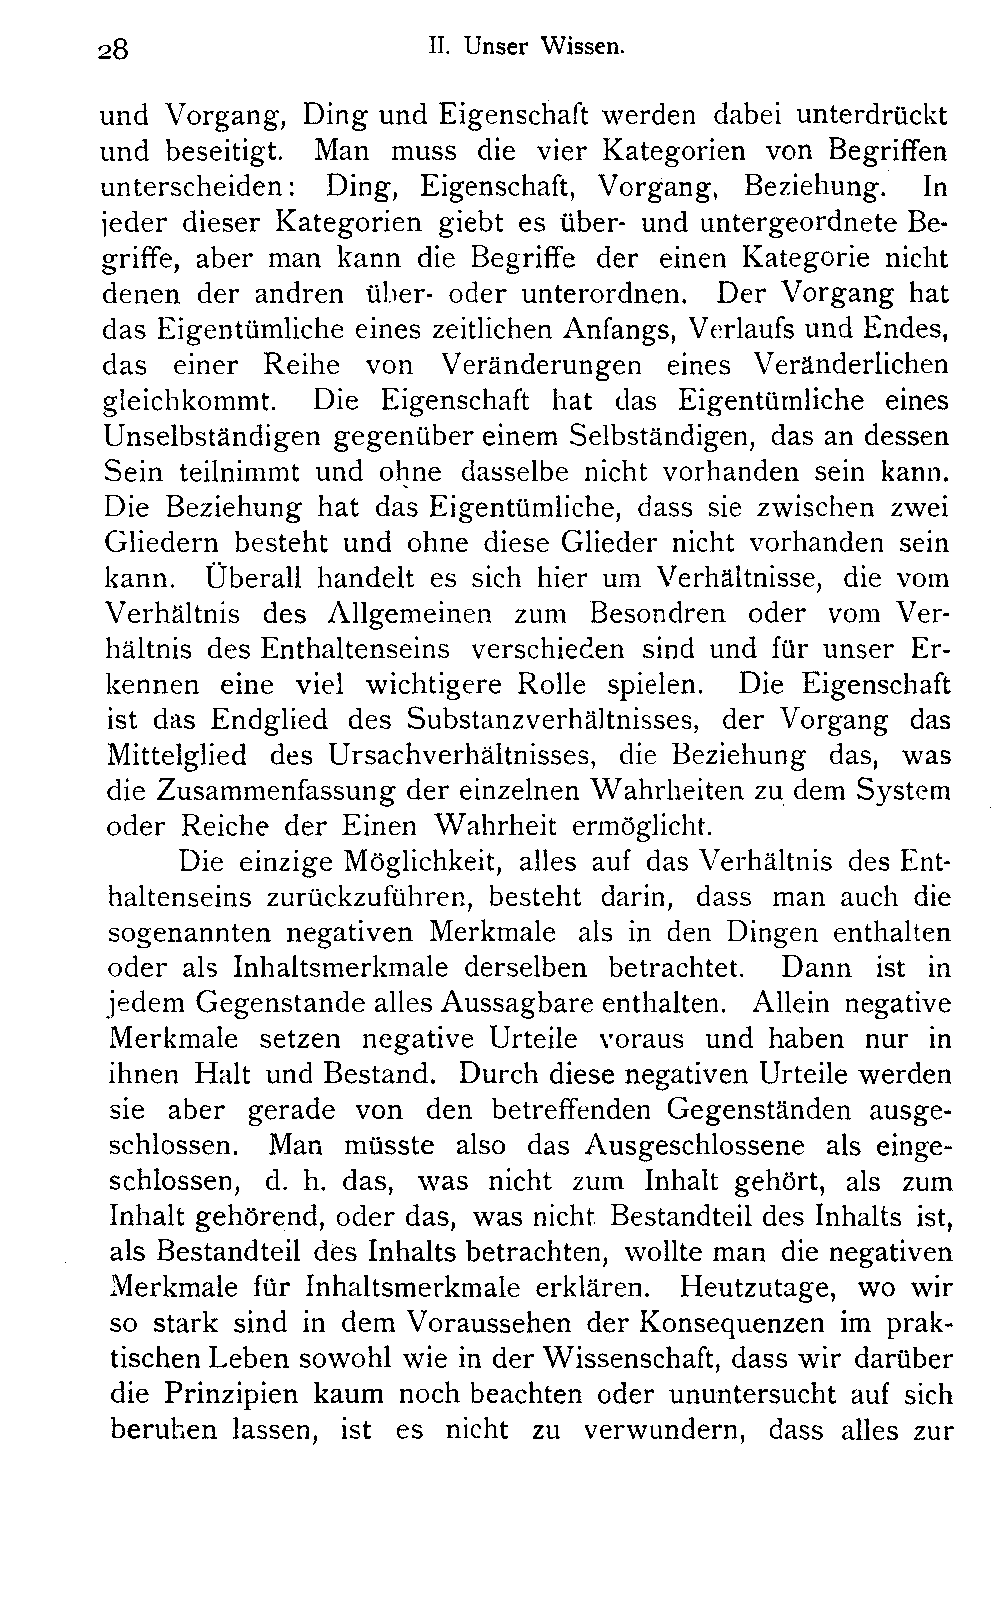 28 II. Unser Wissen.
und Vorgang, Ding und Eigenschaft werden dabei unterdrückt
und beseitigt. Man muss die vier Kategorien von Begriffen
unterscheiden: Ding, Eigenschaft, Vorgang, Beziehung. In
jeder dieser Kategorien giebt es über- und untergeordnete Be-
griffe, aber man kann die Begriffe der einen Kategorie nicht
denen der andren über- oder unterordnen. Der Vorgang hat
das Eigentümliche eines zeitlichen Anfangs, Verlaufs und Endes,
das einer Reihe von Veränderungen eines Veränderlichen
gleichkommt. Die Eigenschaft hat das Eigentümliche eines
Unselbständigen gegenüber einem Selbständigen, das an dessen
Sein teilnimmt und ohne dasselbe nicht vorhanden sein kann.
Die Beziehung hat das Eigentümliche, dass sie zwischen zwei
Gliedern besteht und ohne diese Glieder nicht vorhanden sein
kann. Überall handelt es sich hier um Verhältnisse, die vom
Verhältnis des Allgemeinen zum Besondren oder vom Ver-
hältnis des Enthaltenseins verschieden sind und für unser Er-
kennen eine viel wichtigere Rolle spielen. Die Eigenschaft
ist das Endglied des Substanzverhältnisses, der Vorgang das
Mittelglied des Ursachverhältnisses, die Beziehung das, was
die Zusammenfassung der einzelnen Wahrheiten zu dem System
oder Reiche der Einen Wahrheit ermöglicht.
Die einzige Möglichkeit, alles auf das Verhältnis des Ent-
haltenseins zurückzuführen, besteht darin, dass man auch die
sogenannten negativen Merkmale als in den Dingen enthalten
oder als Inhaltsmerkmale derselben betrachtet. Dann ist in
jedem Gegenstande alles Aussagbare enthalten. Allein negative
Merkmale setzen negative Urteile voraus und haben nur in
ihnen Halt und Bestand. Durch diese negativen Urteile werden
sie aber gerade von den betreffenden Gegenständen ausge-
schlossen. Man müsste also das Ausgeschlossene als einge-
schlossen, d. h. das, was nicht zum Inhalt gehört, als zum
Inhalt gehörend, oder das, was nicht Bestandteil des Inhalts ist,
als Bestandteil des Inhalts betrachten, wollte man die negativen
Merkmale für Inhaltsmerkmale erklären. Heutzutage, wo wir
so stark sind in dem Voraussehen der Konsequenzen im prak-
tischen Leben sowohl wie in der Wissenschaft, dass wir darüber
die Prinzipien kaum noch beachten oder ununtersucht auf sich
beruhen lassen, ist es nicht zu verwundern, dass alles zur